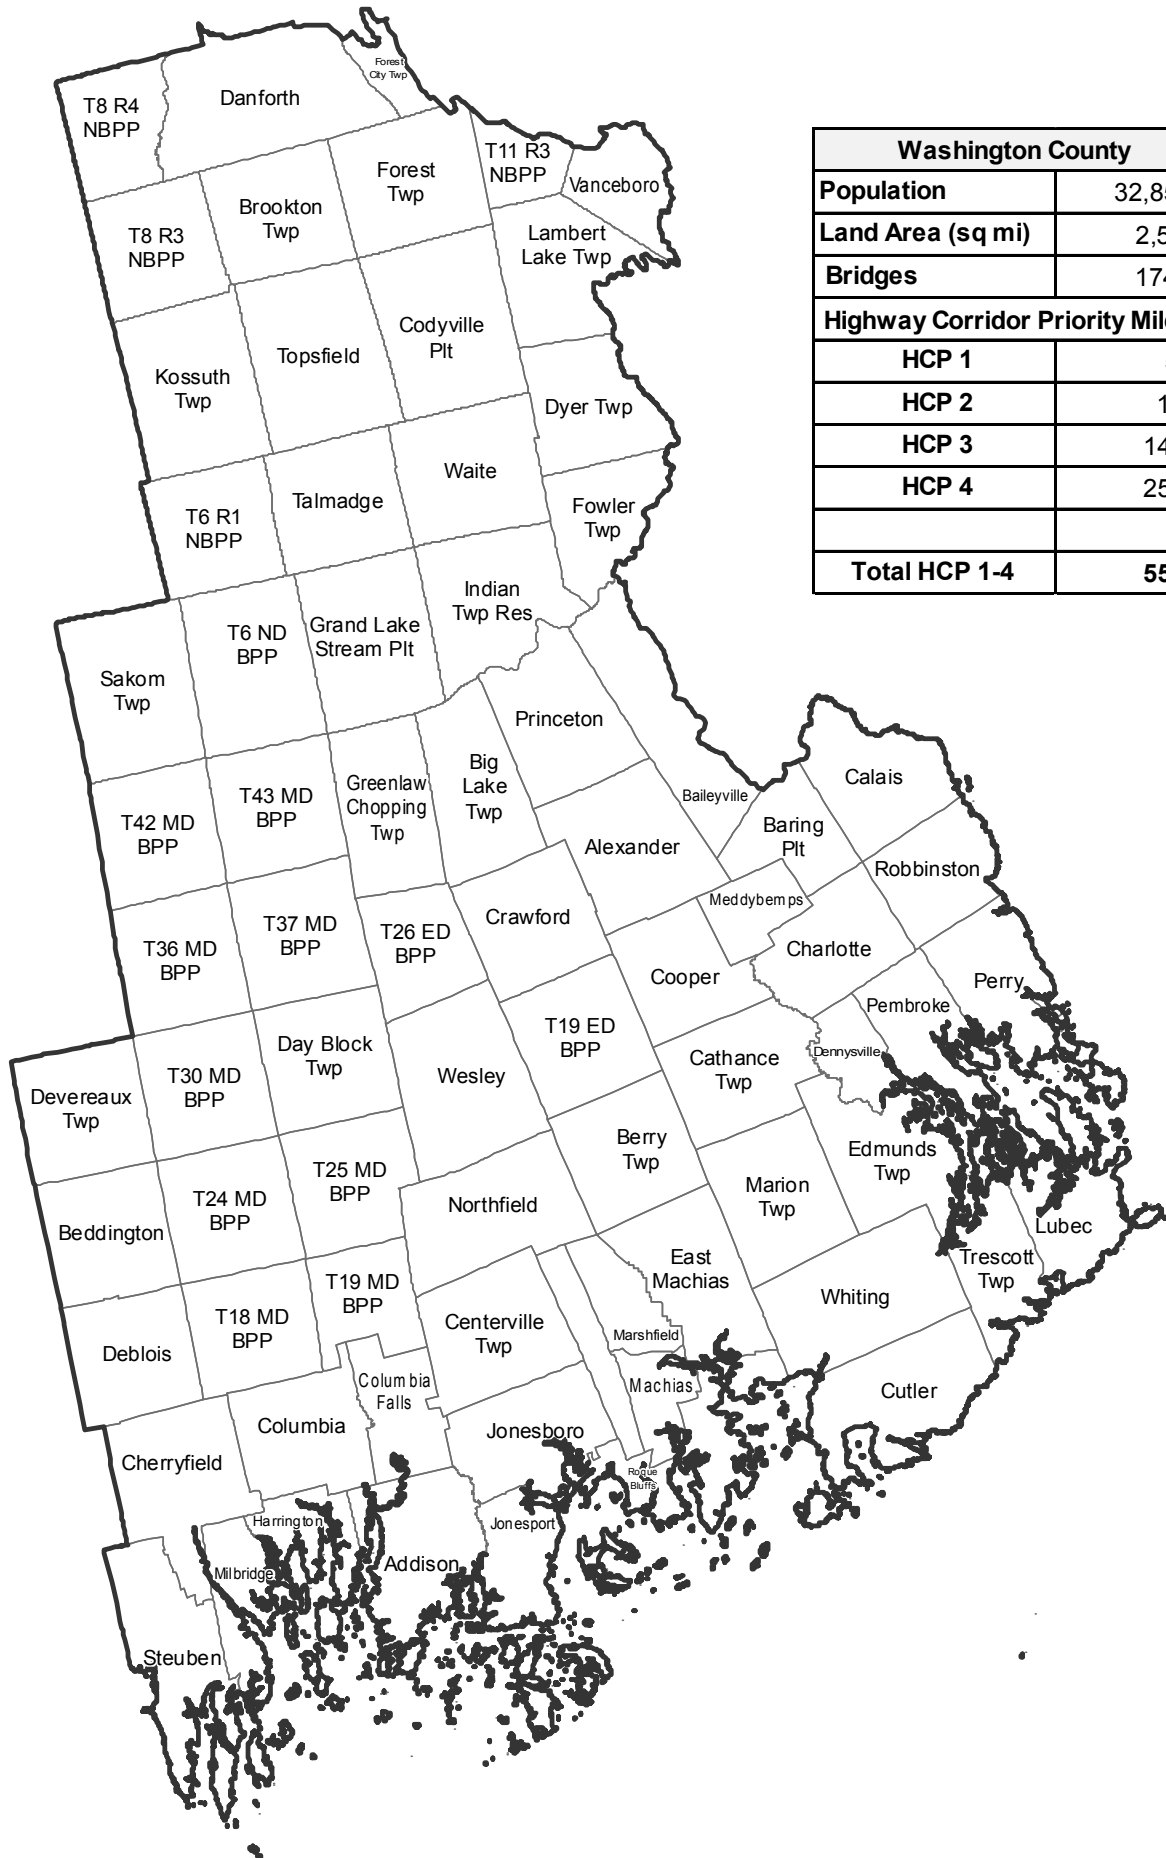 Forest
City Twp
Danforth
T8 R4
NBPP
T11 R3
NBPP
Forest
Twp
Vanceboro
Brookton
Twp
T8 R3
NBPP
Lambert
Lake Twp
Codyville
Plt
Topsfield
Kossuth
Twp
Dyer Twp
Waite
Talmadge
Fowler
Twp
T6 R1
NBPP
Indian
Twp Res
Grand Lake
Stream Plt
T6 ND
BPP
Sakom
Twp
Princeton
Big
Lake
Twp
Greenlaw
Chopping
Twp
T43 MD
BPP
T42 MD
BPP
Baileyville
Calais
Baring
Plt
Alexander
Robbinston
Meddybemps
Crawford
T26 ED
BPP
T37 MD
BPP
T36 MD
BPP
Charlotte
Cooper
Perry
Pembroke
Dennysville
T19 ED
BPP
Cathance
Twp
Day Block
Twp
Wesley
T30 MD
BPP
Devereaux
Twp
Berry
Twp
Edmunds
Twp
T25 MD
BPP
Marion
Twp
T24 MD
BPP
Northfield
Beddington
Lubec
Trescott
Twp
East
Machias
Whiting
T19 MD
BPP
T18 MD
BPP
Centerville
Twp
Marshfield
Deblois
Machias
Columbia
Falls
Cutler
Columbia
Jonesboro
Cherryfield
Roque
Bluffs
Harrington
Jonesport
Addison
Milbridge
Steuben
Washington County
Population 32,8
Land Area (sq mi) 2,5
Bridges 174
Highway Corridor Priority Mil
HCP 1
HCP 2 1
HCP 3 14
HCP 4 25
Total HCP 1-4 55